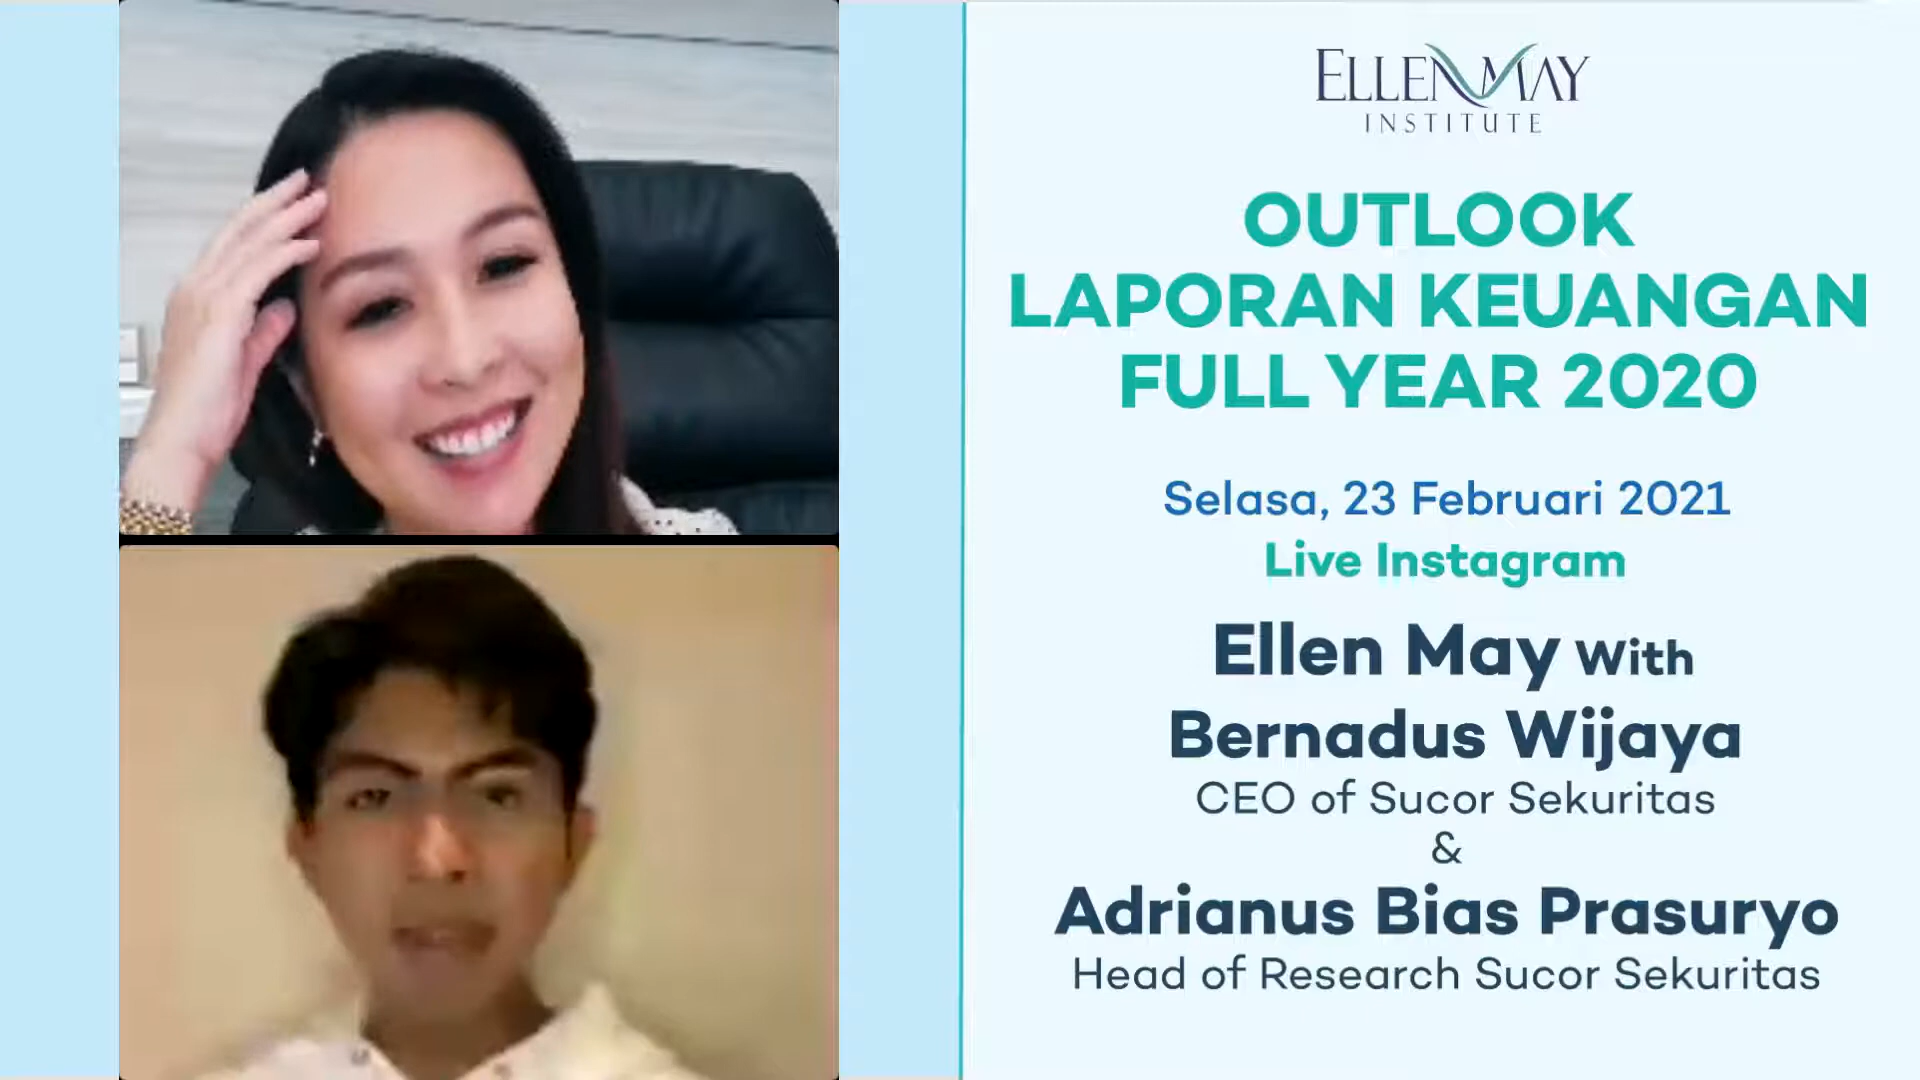 ELLEN MAY
INSTITUTE
OUTLOOK
LAPORAN KEUANGAN
FULL YEAR 2020
Selasa, 23 Februari 2021
Live Instagram
Ellen May With
Bernadus Wijaya
CEO of Sucor Sekuritas
&
Adrianus Bias Prasuryo
Head of Research Sucor Sekuritas